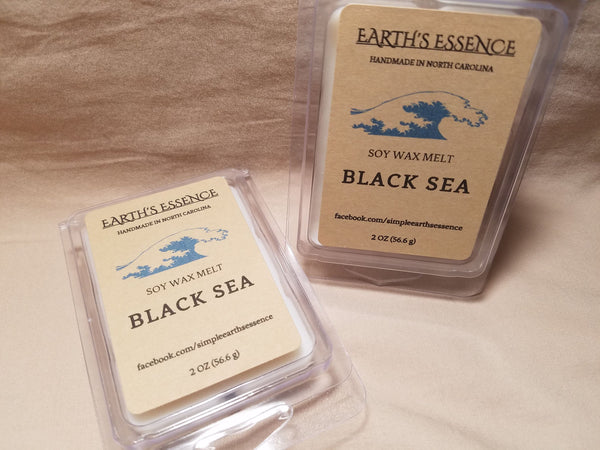 EARTH'S ESSENCE
HANDMADE IN NORTH CAROLINA
SOY WAX MELT
BLACK SEA
facebook.com/simpleearthsessence
2 OZ (56.6 g)
EARTH'S ESSENCE
HANDMADE IN NORTH CAROLINA
SOY WAX MELT
BLACK SEA
facebook.com/simpleearthsessence
2 OZ (56.6 g)